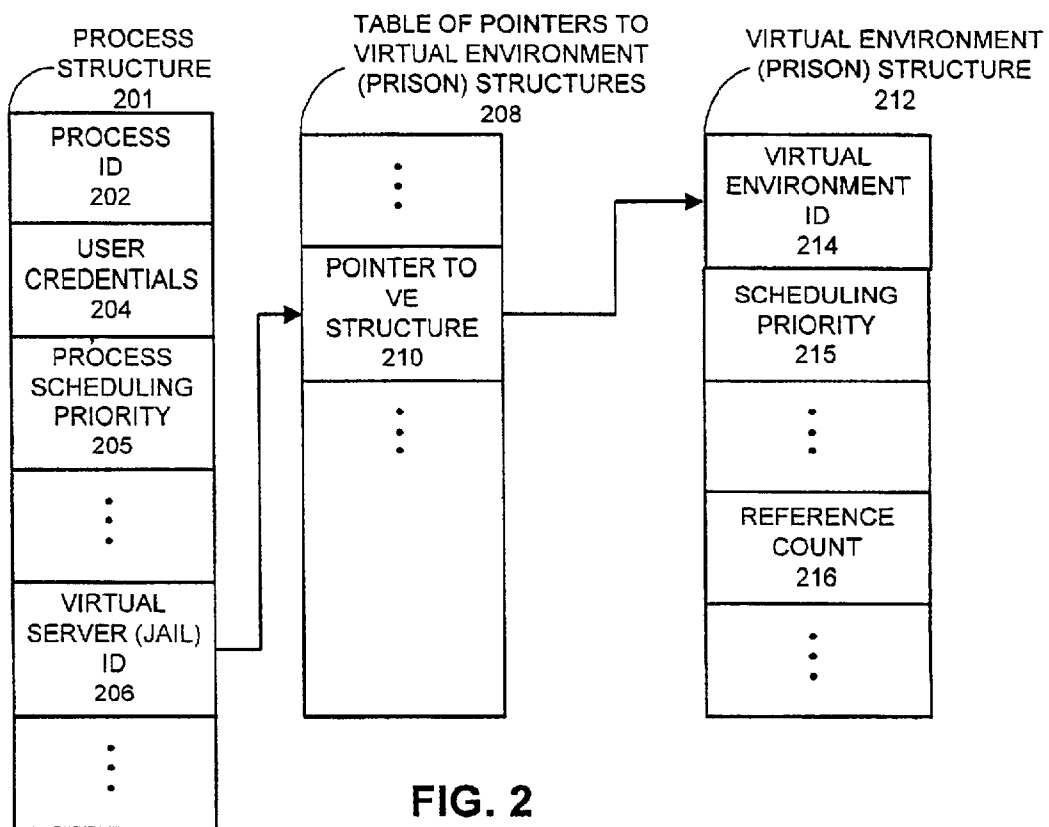 PROCESS
STRUCTURE
201
PROCESS
ID
202
USER
CREDENTIALS
204
PROCESS
SCHEDULING
PRIORITY
205
VIRTUAL
SERVER (JAIL)
ID
206
TABLE OF POINTERS TO
VIRTUAL ENVIRONMENT
(PRISON) STRUCTURES
208
POINTER TO
VE
STRUCTURE
210
VIRTUAL ENVIRONMENT
(PRISON) STRUCTURE
212
VIRTUAL
ENVIRONMENT
ID
214
SCHEDULING
PRIORITY
215
REFERENCE
COUNT
216
FIG. 2